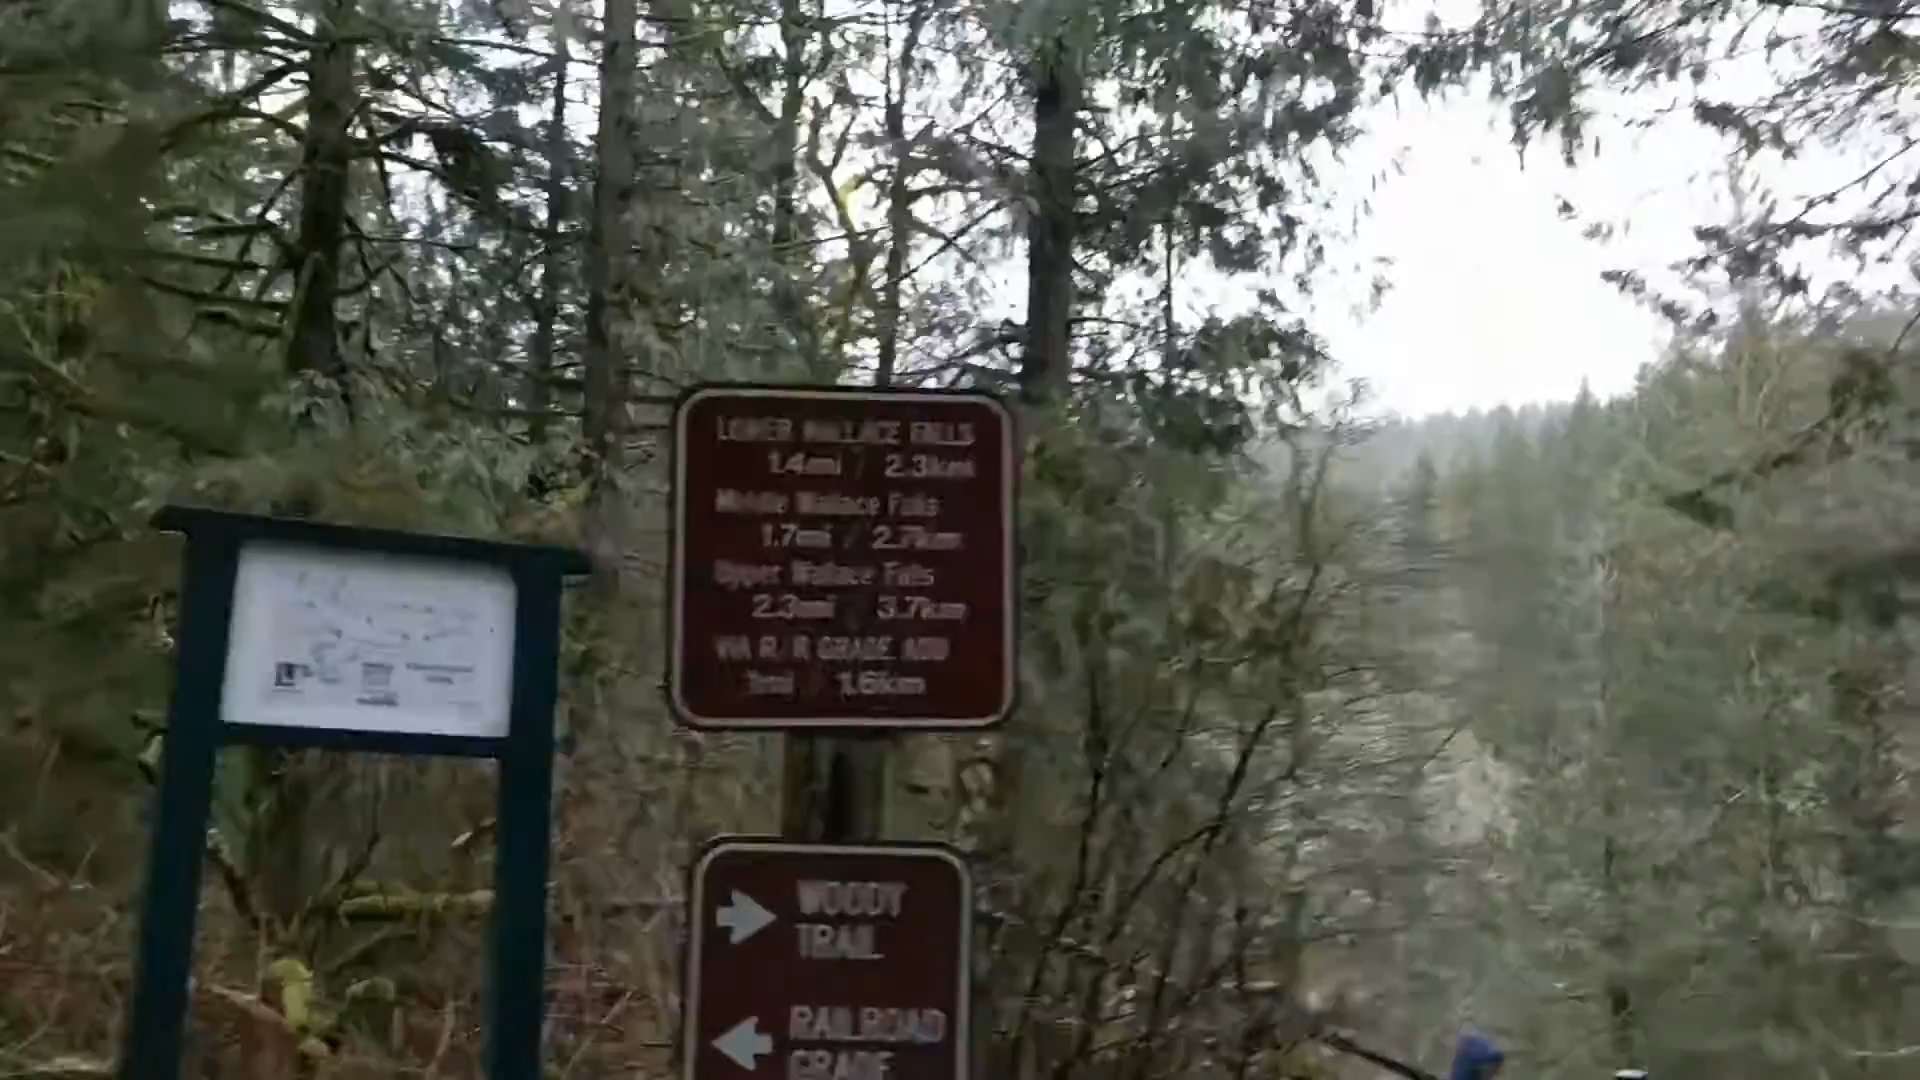 LOWER WALLACE FALLS
1.4mi / 2.3km
Middle Wallace Falls
1.7mi / 2.7km
Upper Wallace Falls
2.3mi / 3.7km
VIA R/R GRADE ADD
1mi / 1.6km
WOODY
TRAIL
RAILROAD
GRADE